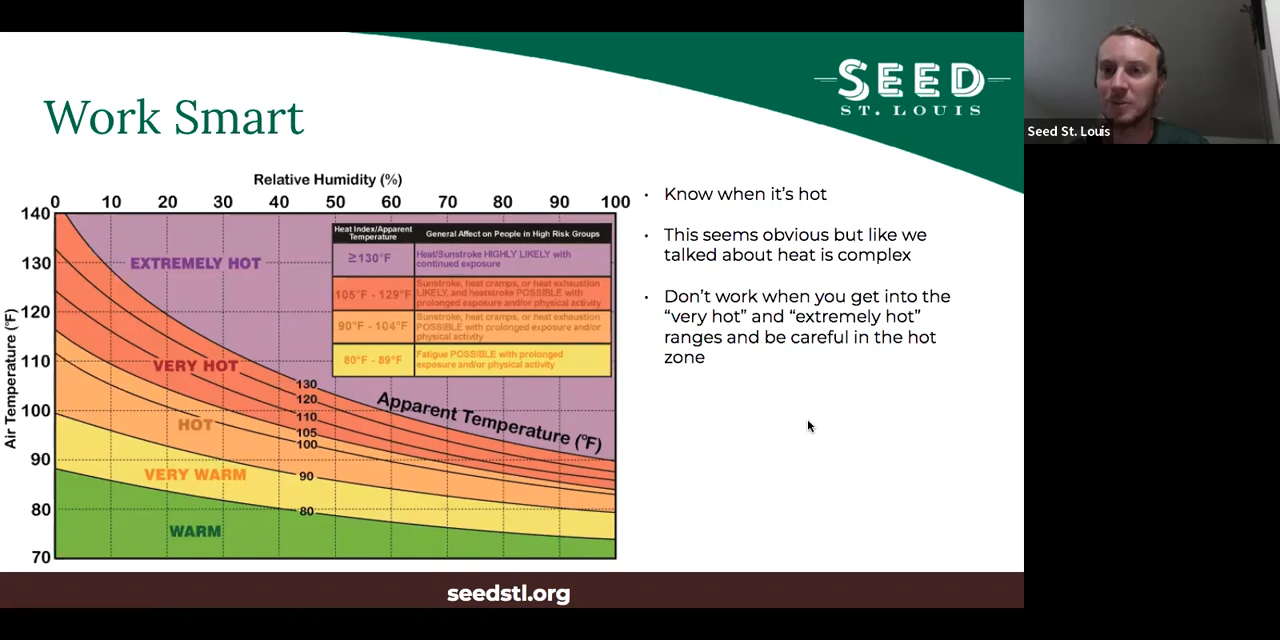 SEED
ST. LOUIS
Seed St. Louis
Work Smart
Relative Humidity (%)
0 10 20 30 40 50 60 70 80 90 100
140
130
120
110
100
90
80
70
Air Temperature (°F)
EXTREMELY HOT
VERY HOT
HOT
VERY WARM
WARM
130
120
110
105
100
90
80
Apparent Temperature (°F)
Heat Index/Apparent
Temperature
General Affect on People in High Risk Groups
≥130°F
Heat/Sunstroke HIGHLY LIKELY with
continued exposure
105°F - 129°F
Sunstroke, heat cramps, or heat exhaustion
LIKELY, and heatstroke POSSIBLE with
prolonged exposure and/or physical activity
90°F - 104°F
Sunstroke, heat cramps, or heat exhaustion
POSSIBLE with prolonged exposure and/or
physical activity
80°F - 89°F
Fatigue POSSIBLE with prolonged
exposure and/or physical activity
• Know when it’s hot
• This seems obvious but like we
talked about heat is complex
• Don’t work when you get into the
“very hot” and “extremely hot”
ranges and be careful in the hot
zone
seedstl.org